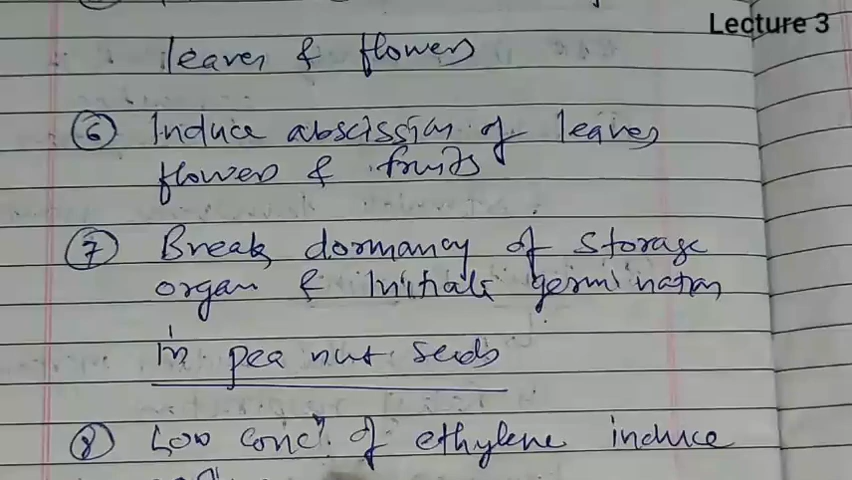 Lecture 3
leaves & flowers
⑥ Induce abscission of leaves
flowers & fruits
⑦ Break dormancy of storage
organ & Initiate germination
in pea nut seeds
⑧ Low concⁿ. of ethylene induce